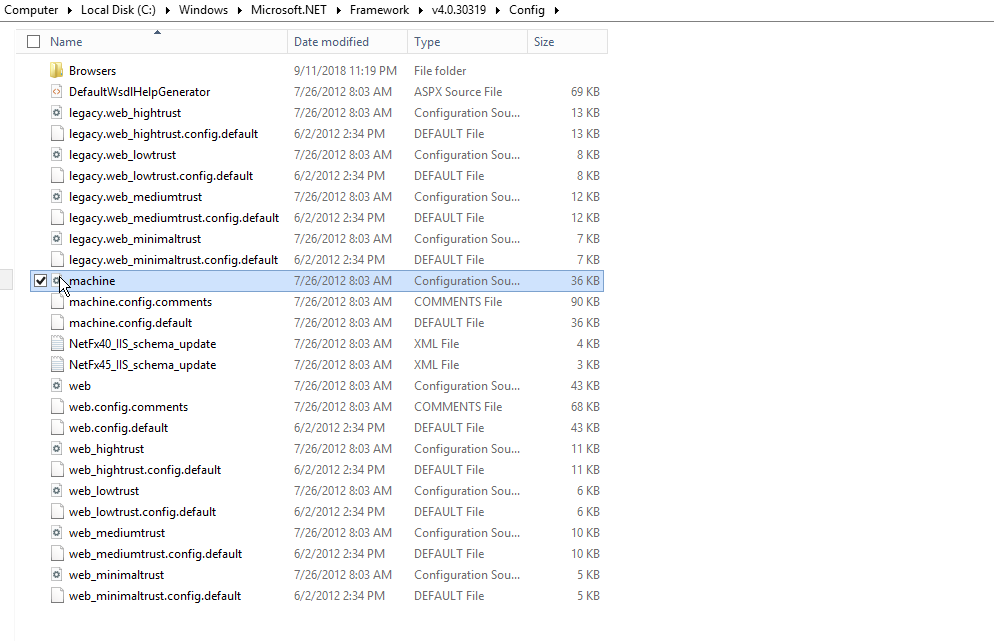 Computer Local Disk (C:) Windows Microsoft.NET Framework v4.0.30319 Config
Name Date modified Type Size
Browsers 9/11/2018 11:19 PM File folder
DefaultWsdlHelpGenerator 7/26/2012 8:03 AM ASPX Source File 69 KB
legacy.web_hightrust 7/26/2012 8:03 AM Configuration Sou... 13 KB
legacy.web_hightrust.config.default 6/2/2012 2:34 PM DEFAULT File 13 KB
legacy.web_lowtrust 7/26/2012 8:03 AM Configuration Sou... 8 KB
legacy.web_lowtrust.config.default 6/2/2012 2:34 PM DEFAULT File 8 KB
legacy.web_mediumtrust 7/26/2012 8:03 AM Configuration Sou... 12 KB
legacy.web_mediumtrust.config.default 6/2/2012 2:34 PM DEFAULT File 12 KB
legacy.web_minimaltrust 7/26/2012 8:03 AM Configuration Sou... 7 KB
legacy.web_minimaltrust.config.default 6/2/2012 2:34 PM DEFAULT File 7 KB
machine 7/26/2012 8:03 AM Configuration Sou... 36 KB
machine.config.comments 7/26/2012 8:03 AM COMMENTS File 90 KB
machine.config.default 7/26/2012 8:03 AM DEFAULT File 36 KB
NetFx40_IIS_schema_update 7/26/2012 8:03 AM XML File 4 KB
NetFx45_IIS_schema_update 7/26/2012 8:03 AM XML File 3 KB
web 7/26/2012 8:03 AM Configuration Sou... 43 KB
web.config.comments 7/26/2012 8:03 AM COMMENTS File 68 KB
web.config.default 6/2/2012 2:34 PM DEFAULT File 43 KB
web_hightrust 7/26/2012 8:03 AM Configuration Sou... 11 KB
web_hightrust.config.default 6/2/2012 2:34 PM DEFAULT File 11 KB
web_lowtrust 7/26/2012 8:03 AM Configuration Sou... 6 KB
web_lowtrust.config.default 6/2/2012 2:34 PM DEFAULT File 6 KB
web_mediumtrust 7/26/2012 8:03 AM Configuration Sou... 10 KB
web_mediumtrust.config.default 6/2/2012 2:34 PM DEFAULT File 10 KB
web_minimaltrust 7/26/2012 8:03 AM Configuration Sou... 5 KB
web_minimaltrust.config.default 6/2/2012 2:34 PM DEFAULT File 5 KB